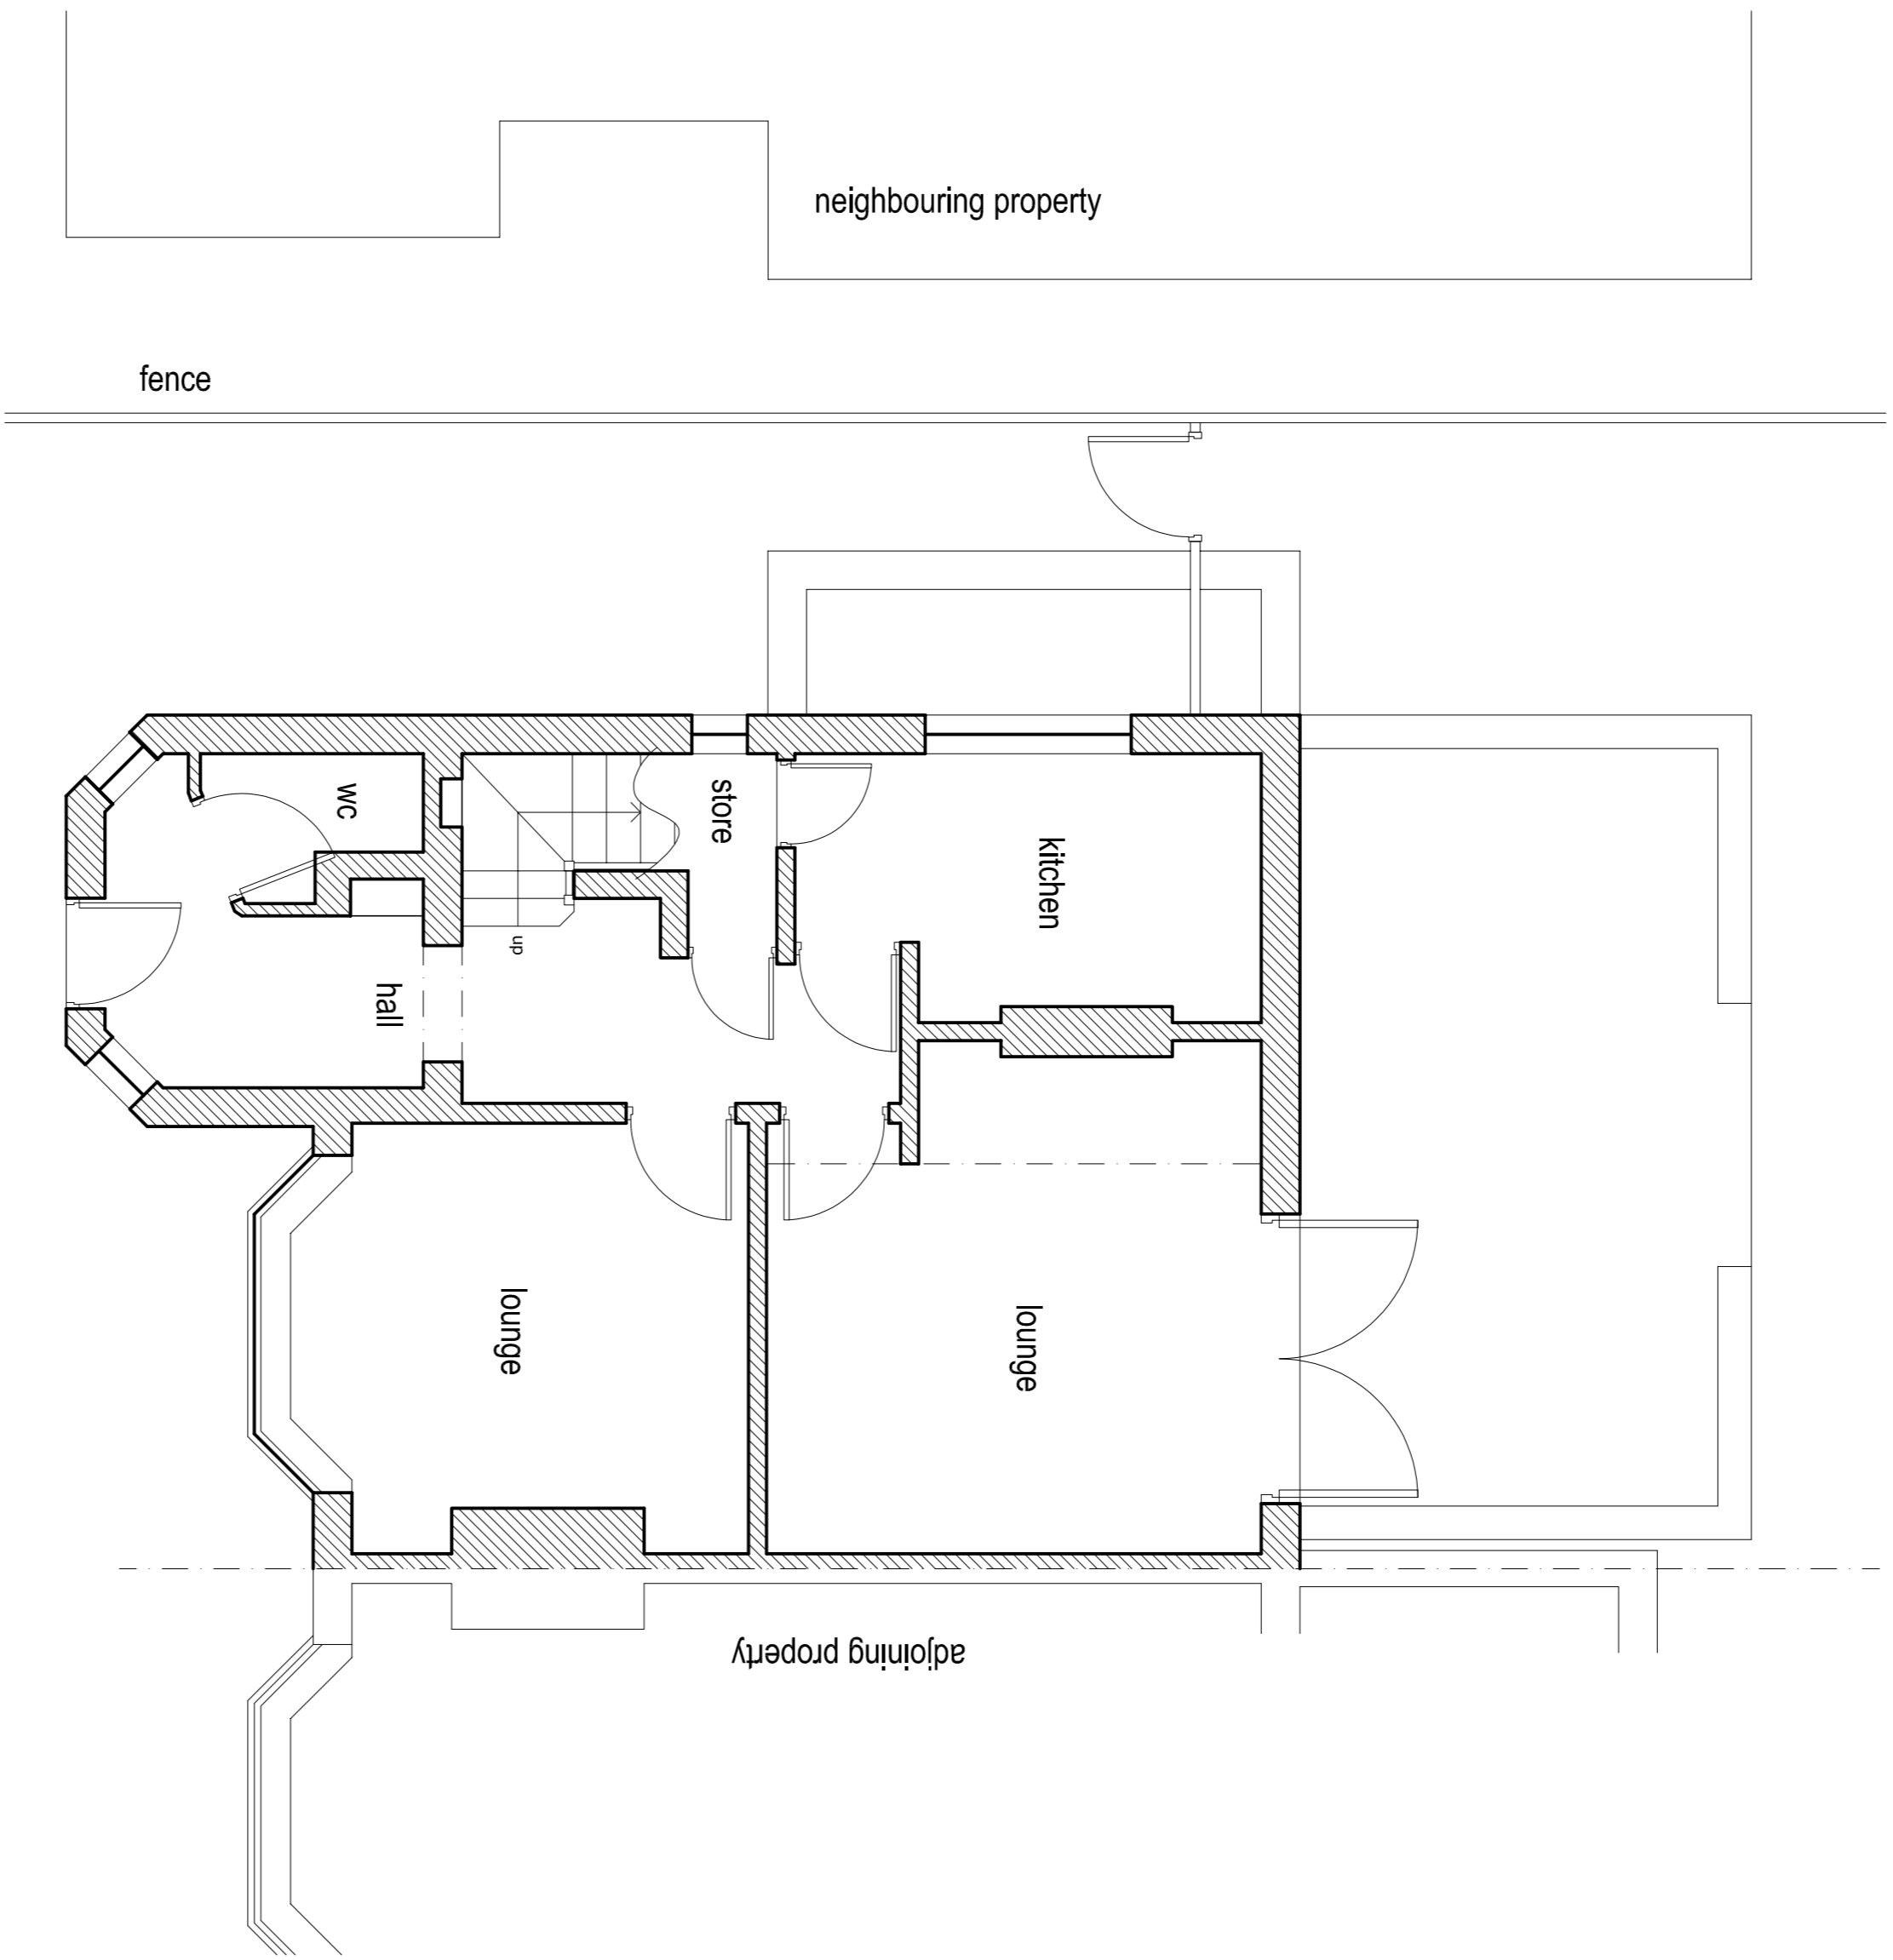 neighbouring property
fence
wc
store
kitchen
up
hall
lounge
lounge
adjoining property